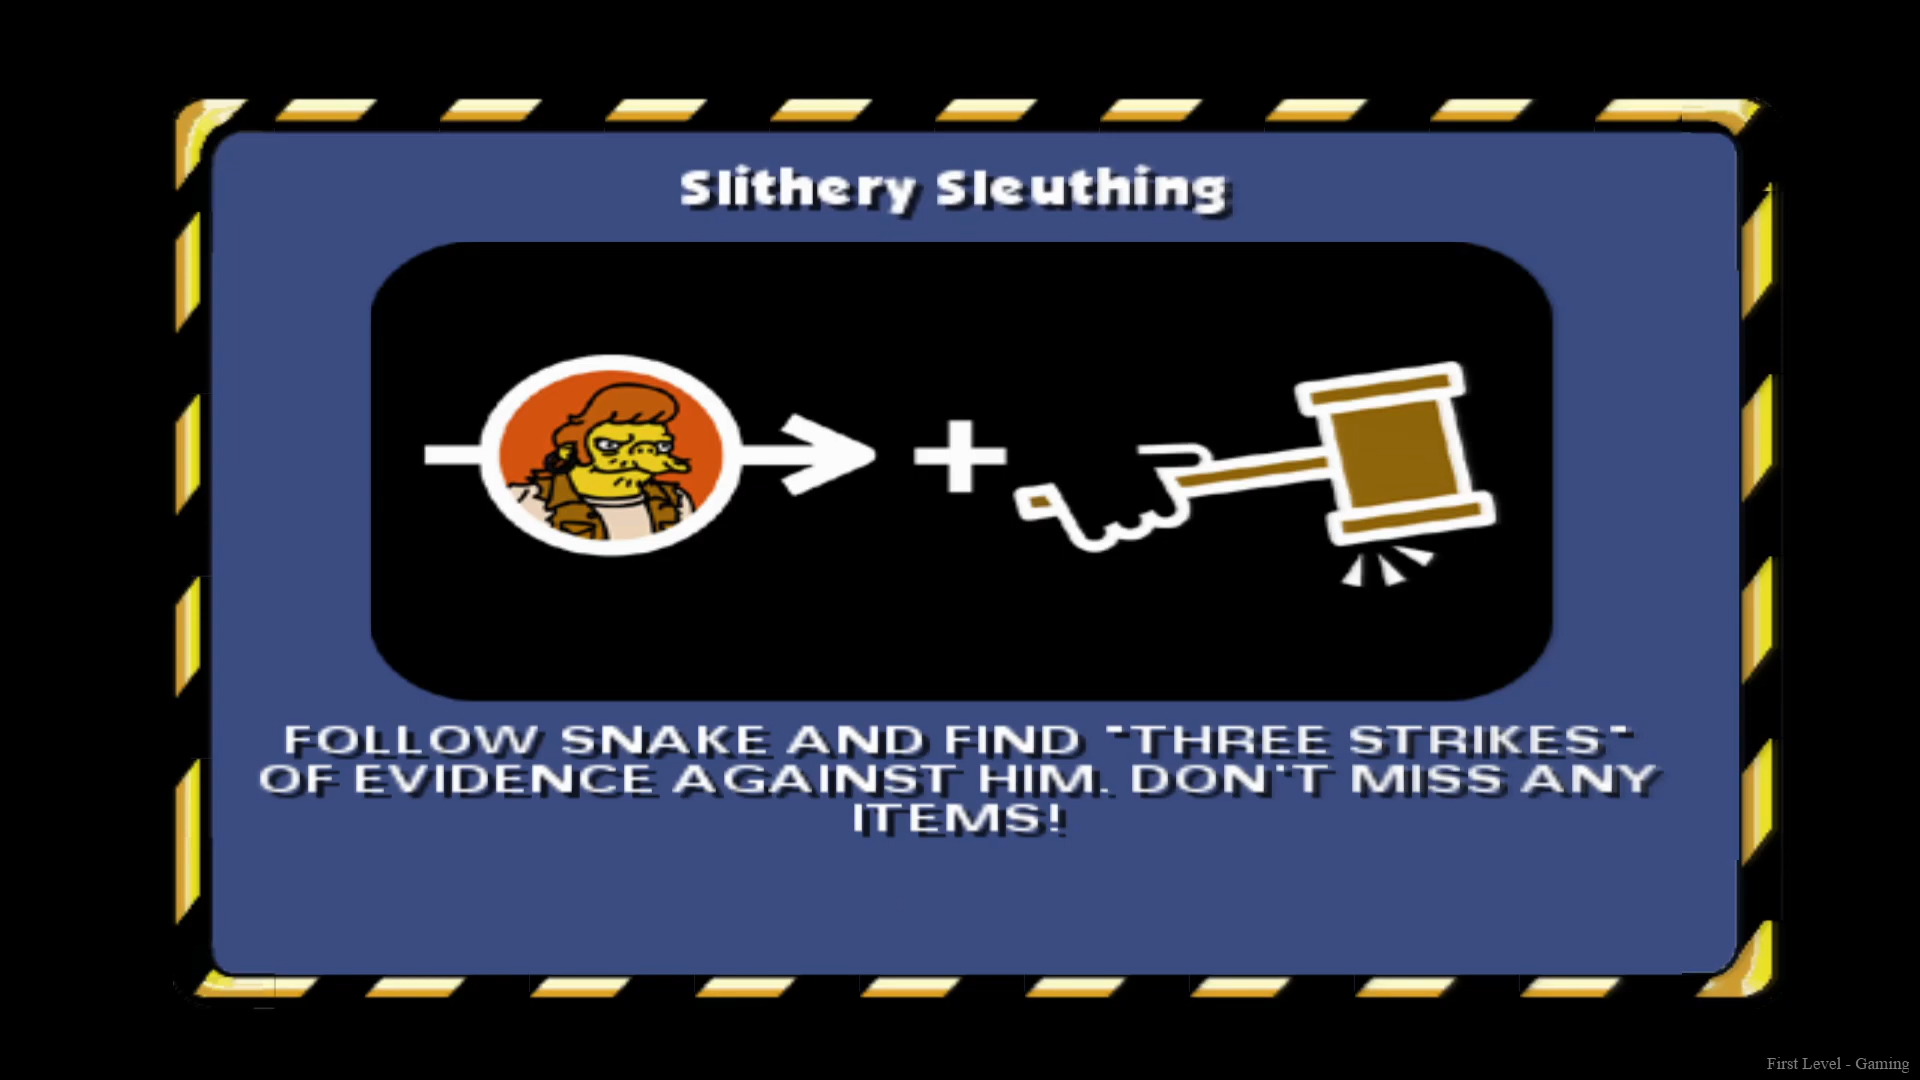 Slithery Sleuthing
FOLLOW SNAKE AND FIND "THREE STRIKES"
OF EVIDENCE AGAINST HIM. DON'T MISS ANY
ITEMS!
First Level - Gaming